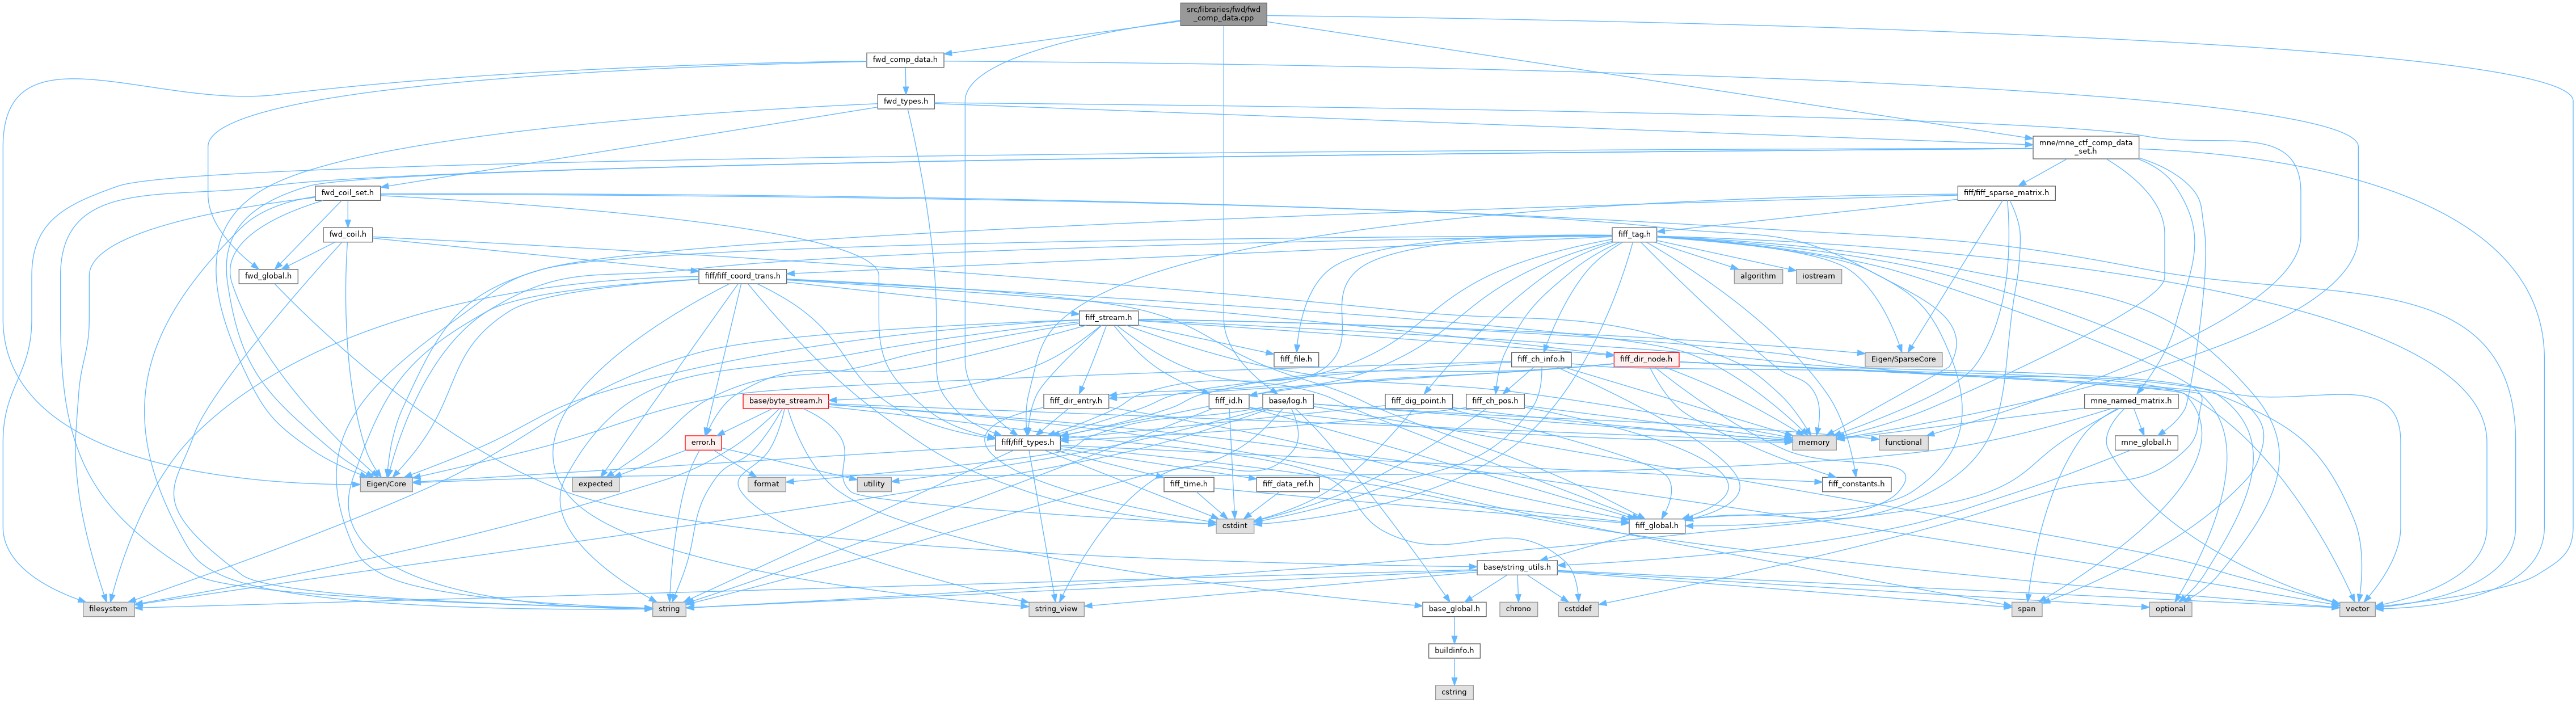 src/libraries/fwd/fwd
_comp_data.cpp
fwd_comp_data.h
fwd_types.h
mne/mne_ctf_comp_data
_set.h
fwd_coil_set.h
fiff/fiff_sparse_matrix.h
fwd_coil.h
fiff_tag.h
fwd_global.h
fiff/fiff_coord_trans.h
algorithm
iostream
fiff_stream.h
fiff_file.h
Eigen/SparseCore
fiff_ch_info.h
fiff_dir_node.h
base/byte_stream.h
fiff_dir_entry.h
fiff_id.h
base/log.h
fiff_dig_point.h
fiff_ch_pos.h
mne_named_matrix.h
error.h
fiff/fiff_types.h
memory
functional
mne_global.h
Eigen/Core
expected
format
utility
fiff_time.h
fiff_data_ref.h
fiff_constants.h
cstdint
fiff_global.h
base/string_utils.h
filesystem
string
string_view
base_global.h
chrono
cstddef
span
optional
vector
buildinfo.h
cstring